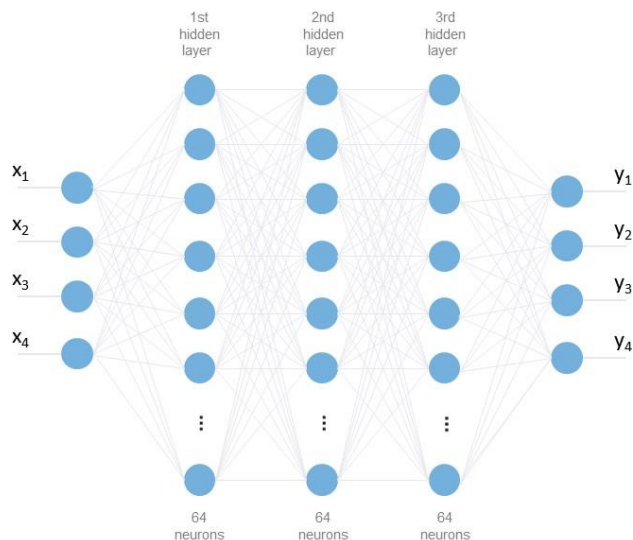 1st
hidden
layer
2nd
hidden
layer
3rd
hidden
layer
x1
x2
x3
x4
y1
y2
y3
y4
...
...
...
64
neurons
64
neurons
64
neurons